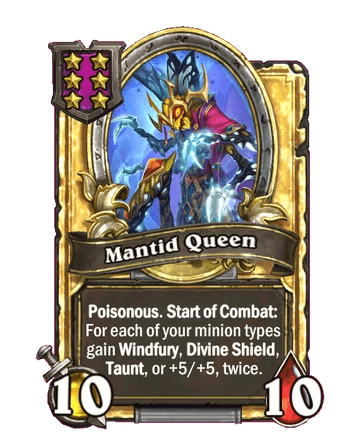 Mantid Queen
Poisonous. Start of Combat:
For each of your minion types
gain Windfury, Divine Shield,
Taunt, or +5/+5, twice.
10 10